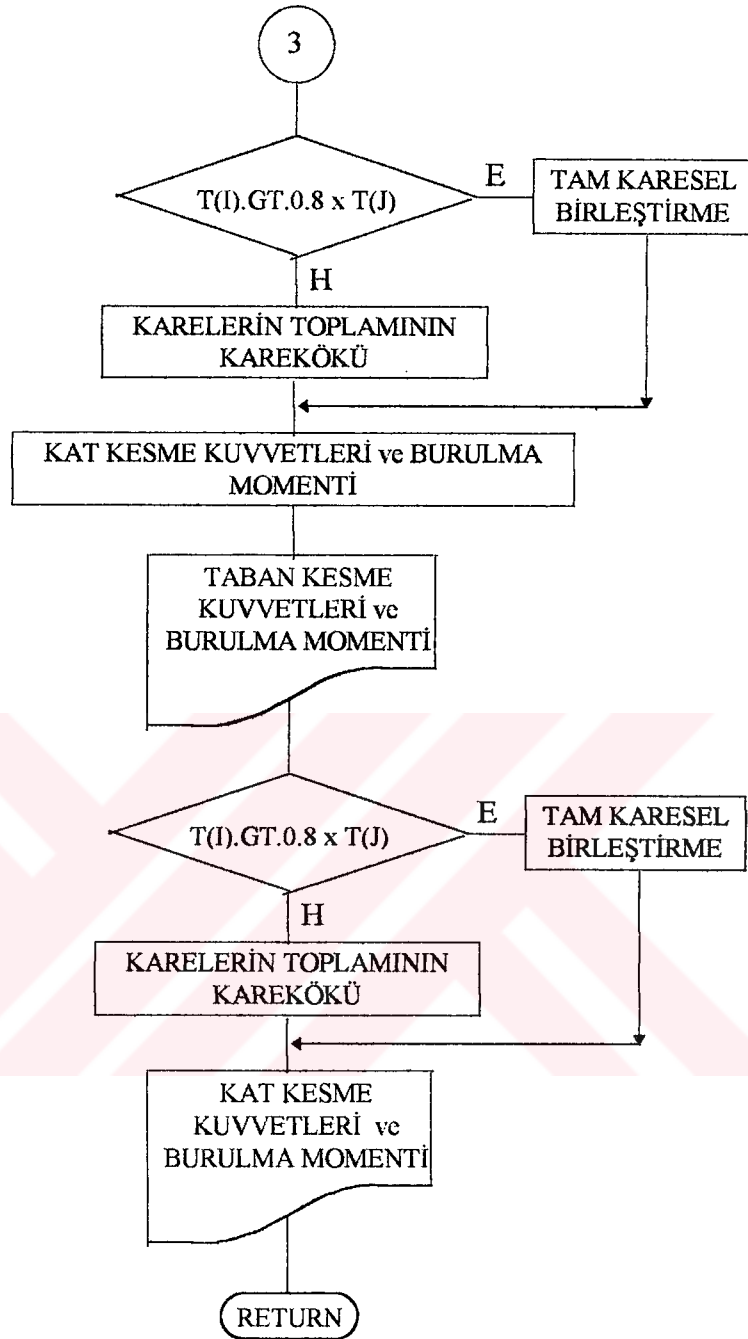 3
T(I).GT.0.8 x T(J)
E
TAM KARESEL
BİRLEŞTİRME
H
KARELERİN TOPLAMININ
KAREKÖKÜ
KAT KESME KUVVETLERİ ve BURULMA
MOMENTİ
TABAN KESME
KUVVETLERİ ve
BURULMA MOMENTİ
T(I).GT.0.8 x T(J)
E
TAM KARESEL
BİRLEŞTİRME
H
KARELERİN TOPLAMININ
KAREKÖKÜ
KAT KESME
KUVVETLERİ ve
BURULMA MOMENTİ
RETURN